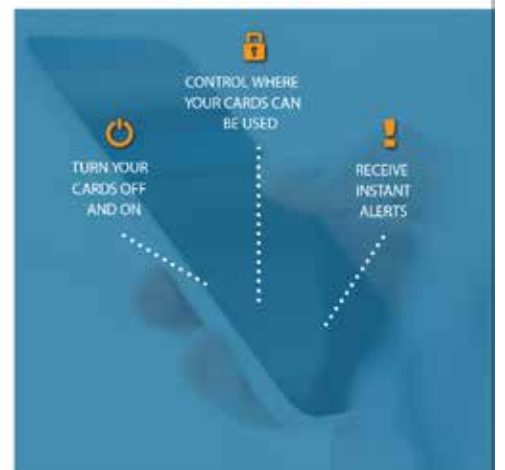 CONTROL WHERE
YOUR CARDS CAN
BE USED
TURN YOUR
CARDS OFF
AND ON
RECEIVE
INSTANT
ALERTS